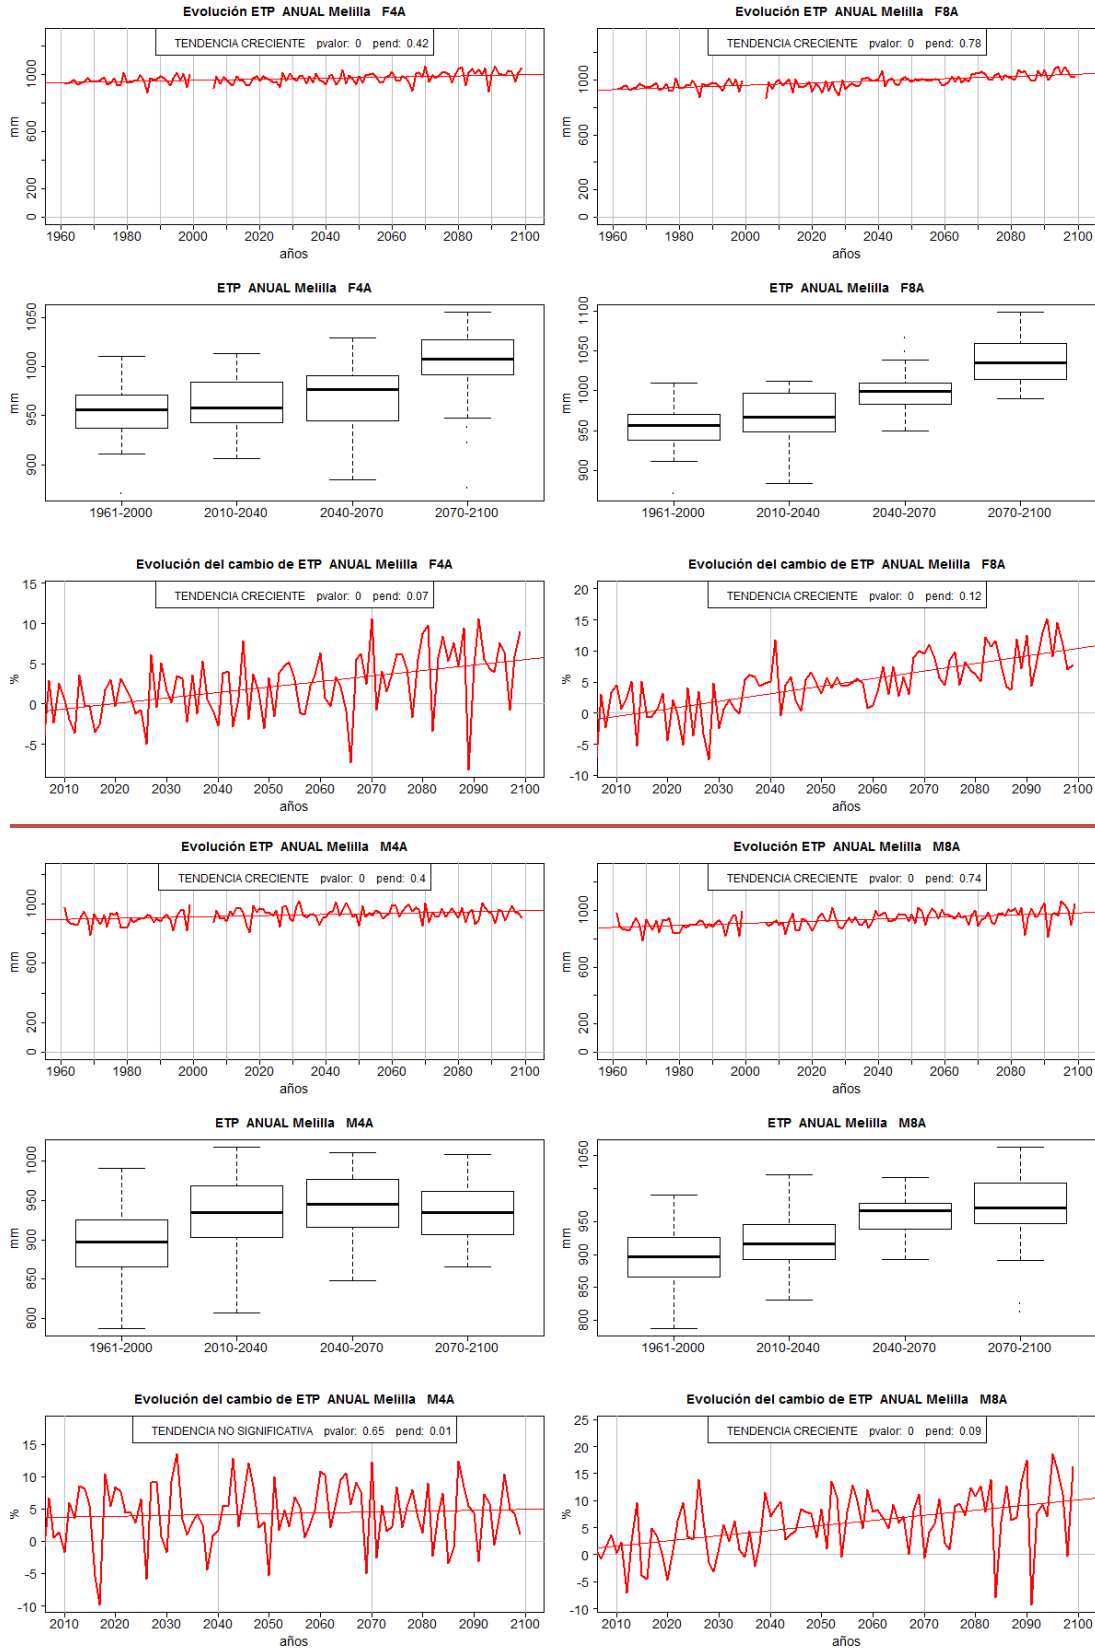 Evolución ETP ANUAL Melilla F4A
TENDENCIA CRECIENTE pvalor: 0 pend: 0.42
mm
0 200 600 1000
1960 1980 2000 2020 2040 2060 2080 2100
años
Evolución ETP ANUAL Melilla F8A
TENDENCIA CRECIENTE pvalor: 0 pend: 0.78
mm
0 200 600 1000
1960 1980 2000 2020 2040 2060 2080 2100
años
ETP ANUAL Melilla F4A
mm
900 950 1000 1050
1961-2000 2010-2040 2040-2070 2070-2100
ETP ANUAL Melilla F8A
mm
900 950 1000 1050 1100
1961-2000 2010-2040 2040-2070 2070-2100
Evolución del cambio de ETP ANUAL Melilla F4A
TENDENCIA CRECIENTE pvalor: 0 pend: 0.07
%
15
10
5
0
-5
2010 2020 2030 2040 2050 2060 2070 2080 2090 2100
años
Evolución del cambio de ETP ANUAL Melilla F8A
TENDENCIA CRECIENTE pvalor: 0 pend: 0.12
%
20
15
10
5
0
-5
-10
2010 2020 2030 2040 2050 2060 2070 2080 2090 2100
años
Evolución ETP ANUAL Melilla M4A
TENDENCIA CRECIENTE pvalor: 0 pend: 0.4
mm
0 200 600 1000
1960 1980 2000 2020 2040 2060 2080 2100
años
Evolución ETP ANUAL Melilla M8A
TENDENCIA CRECIENTE pvalor: 0 pend: 0.74
mm
0 200 600 1000
1960 1980 2000 2020 2040 2060 2080 2100
años
ETP ANUAL Melilla M4A
mm
800 850 900 950 1000
1961-2000 2010-2040 2040-2070 2070-2100
ETP ANUAL Melilla M8A
mm
800 850 900 950 1050
1961-2000 2010-2040 2040-2070 2070-2100
Evolución del cambio de ETP ANUAL Melilla M4A
TENDENCIA NO SIGNIFICATIVA pvalor: 0.65 pend: 0.01
%
15
10
5
0
-5
-10
2010 2020 2030 2040 2050 2060 2070 2080 2090 2100
años
Evolución del cambio de ETP ANUAL Melilla M8A
TENDENCIA CRECIENTE pvalor: 0 pend: 0.09
%
25
20
15
10
5
0
-5
-10
2010 2020 2030 2040 2050 2060 2070 2080 2090 2100
años